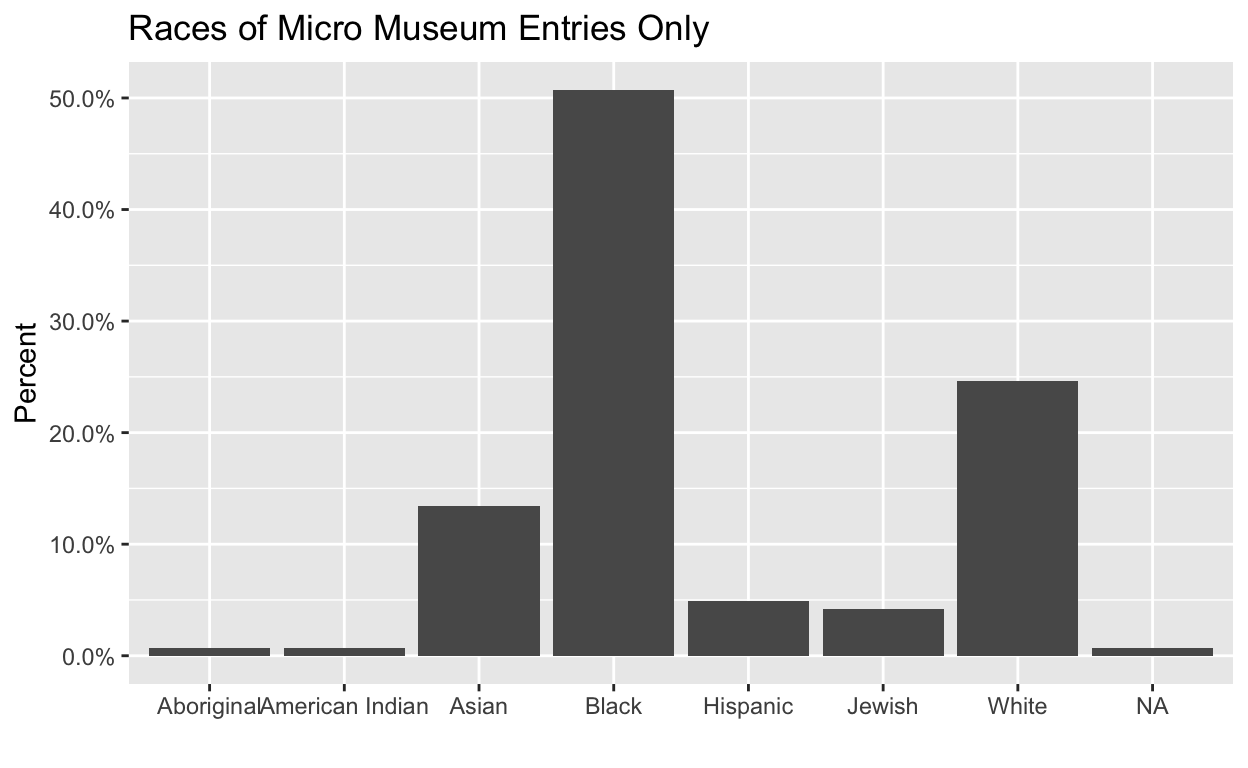 Races of Micro Museum Entries Only
50.0%
40.0%
30.0%
20.0%
10.0%
0.0%
Percent
Aboriginal American Indian Asian Black Hispanic Jewish White NA